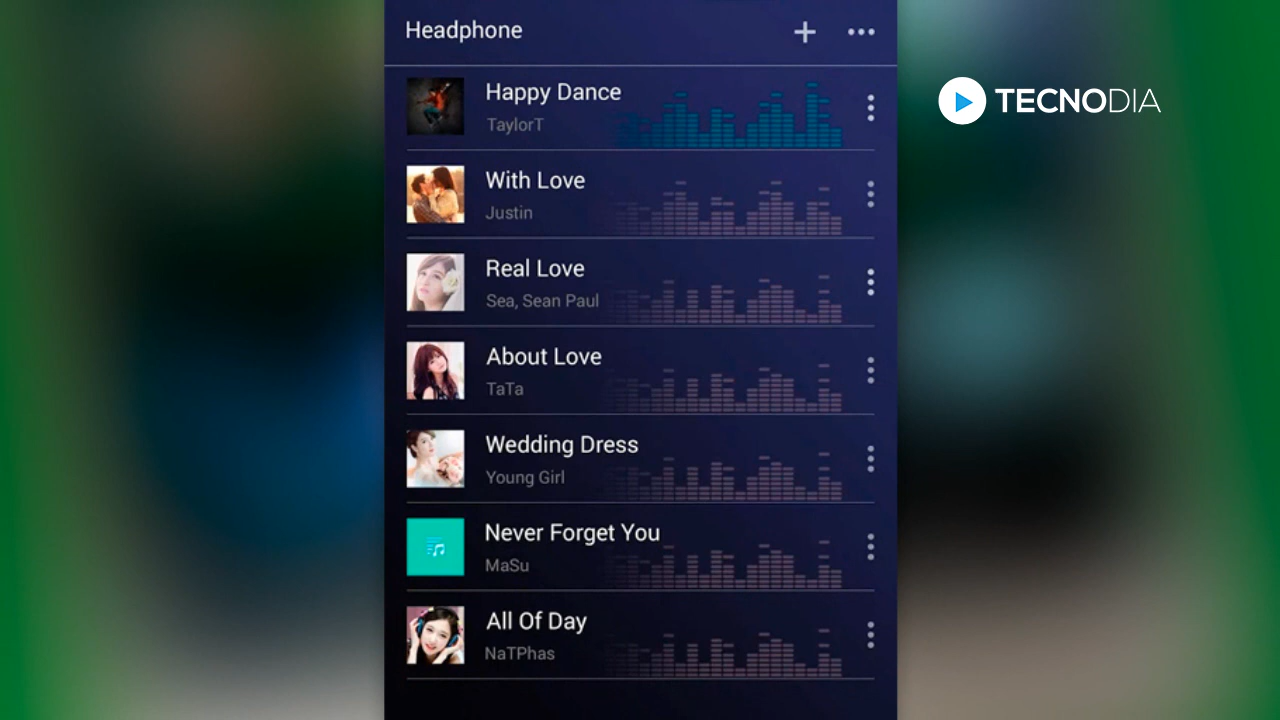 Headphone
TECNODIA
Happy Dance
TaylorT
With Love
Justin
Real Love
Sea, Sean Paul
About Love
TaTa
Wedding Dress
Young Girl
Never Forget You
MaSu
All Of Day
NaTPhas